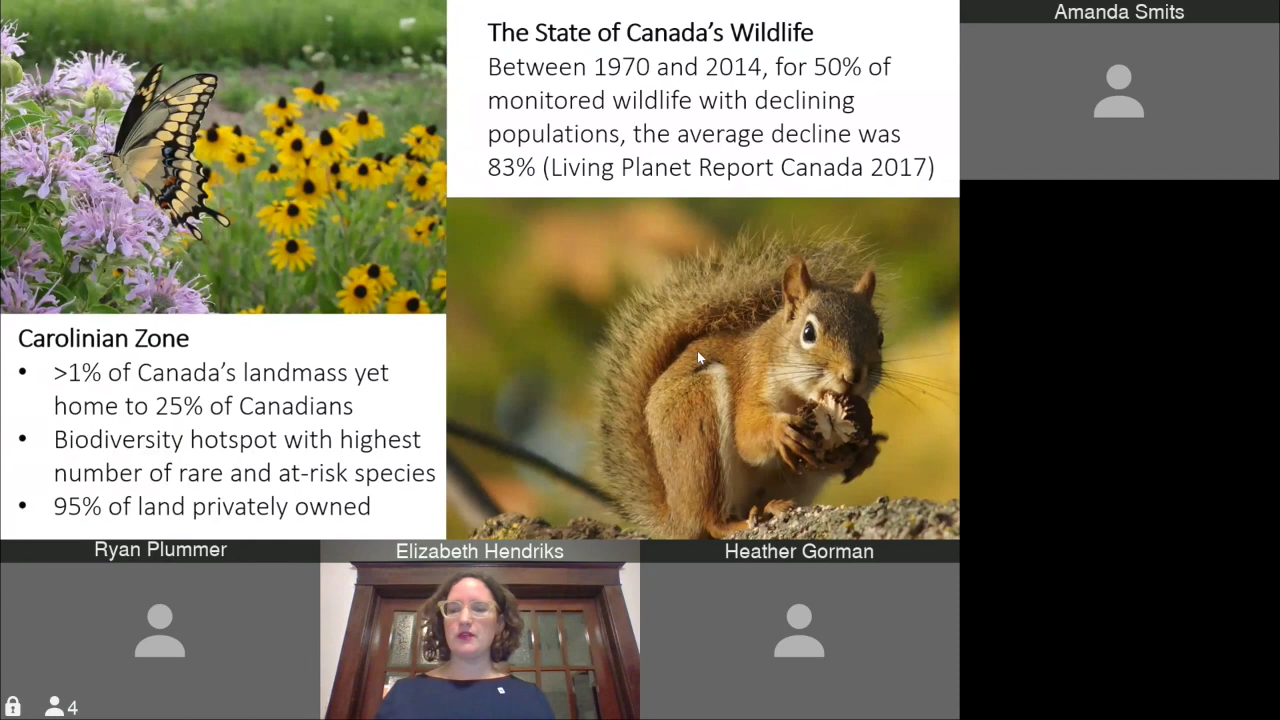 The State of Canada's Wildlife
Between 1970 and 2014, for 50% of
monitored wildlife with declining
populations, the average decline was
83% (Living Planet Report Canada 2017)
Amanda Smits
Carolinian Zone
• >1% of Canada's landmass yet
home to 25% of Canadians
• Biodiversity hotspot with highest
number of rare and at-risk species
• 95% of land privately owned
Ryan Plummer
Elizabeth Hendriks
Heather Gorman
4